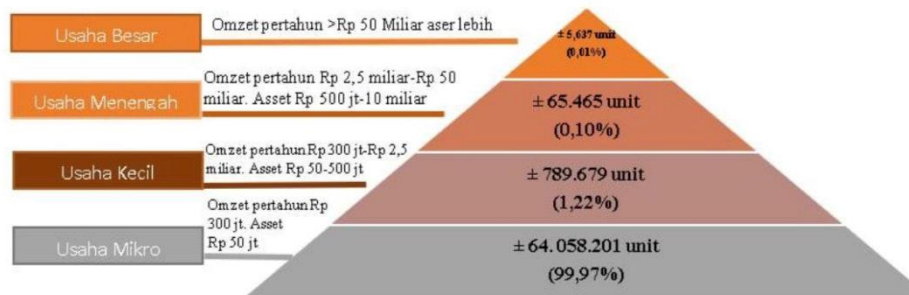 Usaha Besar
Omzet pertahun >Rp 50 Miliar aser lebih
± 5,637 unit
(0,01%)
Usaha Menengah
Omzet pertahun Rp 2,5 miliar-Rp 50
miliar. Asset Rp 500 jt-10 miliar
± 65.465 unit
(0,10%)
Usaha Kecil
Omzet pertahun Rp300 jt-Rp 2,5
miliar. Asset Rp 50-500 jt
± 789.679 unit
(1,22%)
Usaha Mikro
Omzet pertahun Rp
300 jt. Asset
Rp 50 jt
± 64.058.201 unit
(99,97%)